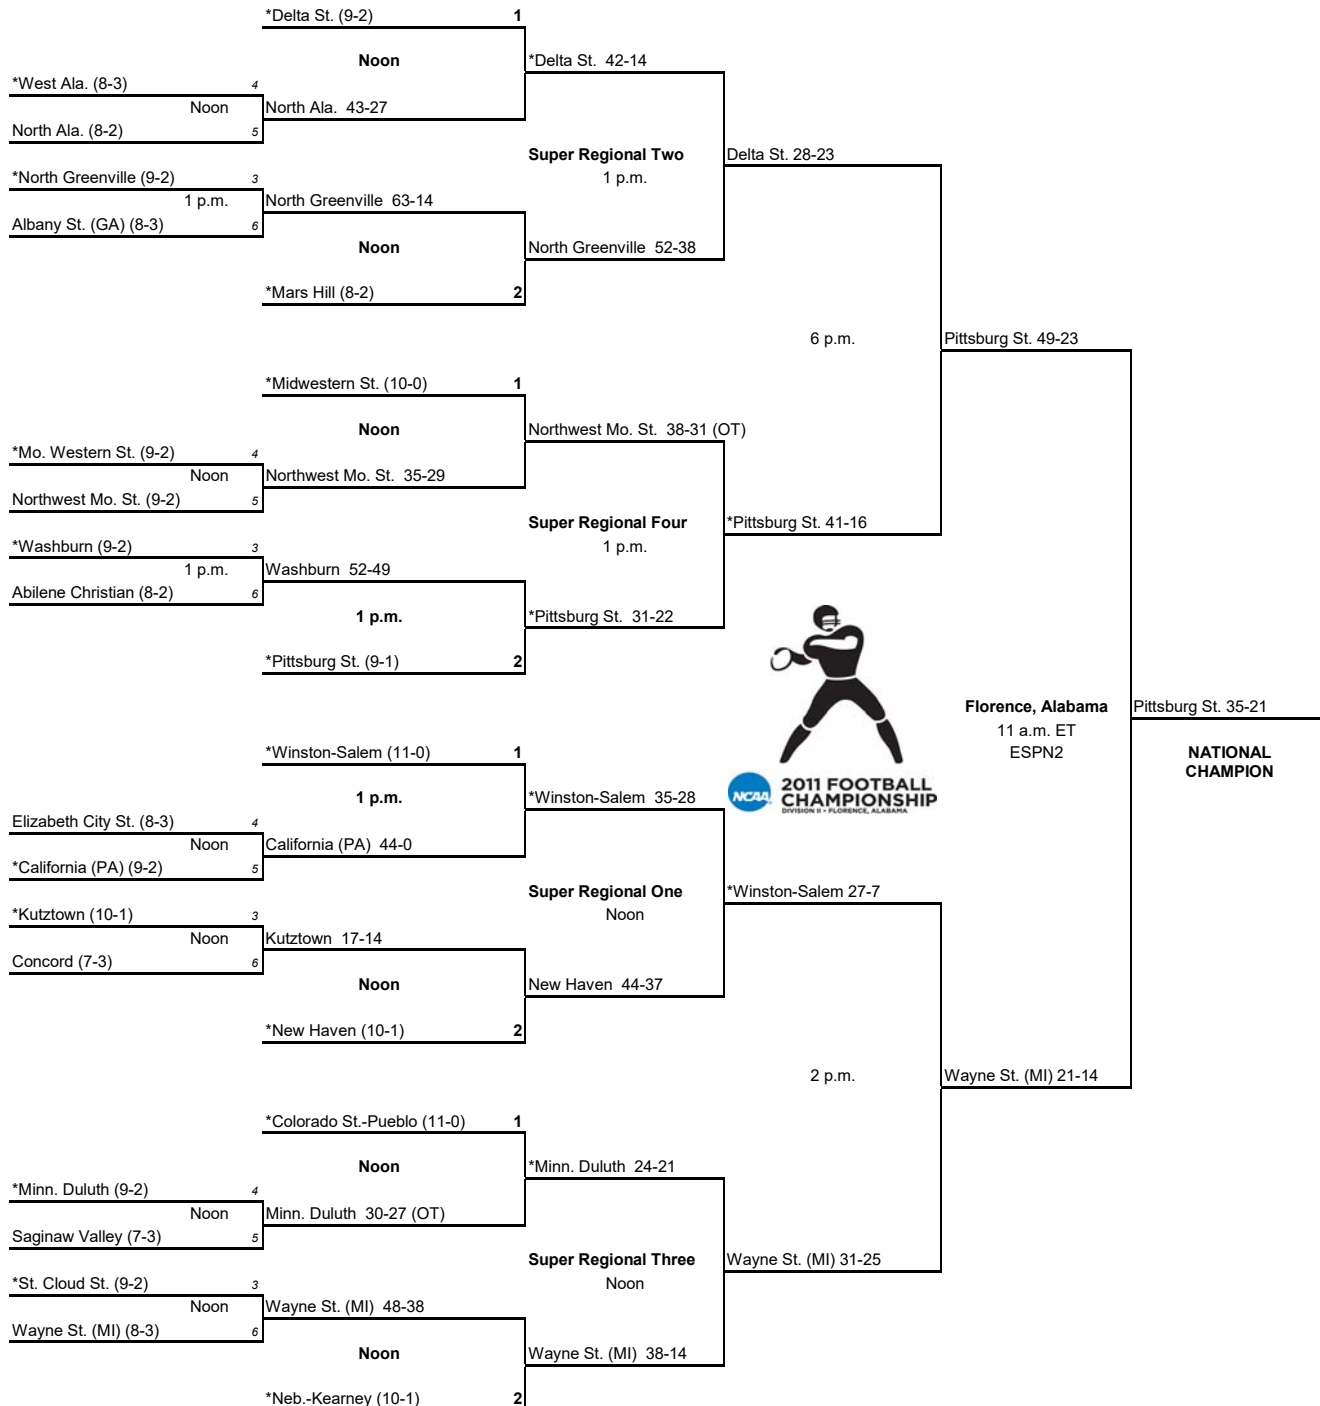 *Delta St. (9-2) 1
Noon
*Delta St. 42-14
*West Ala. (8-3) 4
Noon
North Ala. 43-27
North Ala. (8-2) 5
Super Regional Two
1 p.m.
Delta St. 28-23
*North Greenville (9-2) 3
1 p.m.
North Greenville 63-14
Albany St. (GA) (8-3) 6
Noon
North Greenville 52-38
*Mars Hill (8-2) 2
6 p.m.
Pittsburg St. 49-23
*Midwestern St. (10-0) 1
Noon
Northwest Mo. St. 38-31 (OT)
*Mo. Western St. (9-2) 4
Noon
Northwest Mo. St. 35-29
Northwest Mo. St. (9-2) 5
Super Regional Four
1 p.m.
*Pittsburg St. 41-16
*Washburn (9-2) 3
1 p.m.
Washburn 52-49
Abilene Christian (8-2) 6
1 p.m.
*Pittsburg St. 31-22
*Pittsburg St. (9-1) 2
Florence, Alabama
11 a.m. ET
ESPN2
Pittsburg St. 35-21
NATIONAL
CHAMPION
NCAA
2011 FOOTBALL
CHAMPIONSHIP
DIVISION II - FLORENCE, ALABAMA
*Winston-Salem (11-0) 1
1 p.m.
*Winston-Salem 35-28
Elizabeth City St. (8-3) 4
Noon
California (PA) 44-0
*California (PA) (9-2) 5
Super Regional One
Noon
*Winston-Salem 27-7
*Kutztown (10-1) 3
Noon
Kutztown 17-14
Concord (7-3) 6
Noon
New Haven 44-37
*New Haven (10-1) 2
2 p.m.
Wayne St. (MI) 21-14
*Colorado St.-Pueblo (11-0) 1
Noon
*Minn. Duluth 24-21
*Minn. Duluth (9-2) 4
Noon
Minn. Duluth 30-27 (OT)
Saginaw Valley (7-3) 5
Super Regional Three
Noon
Wayne St. (MI) 31-25
*St. Cloud St. (9-2) 3
Noon
Wayne St. (MI) 48-38
Wayne St. (MI) (8-3) 6
Noon
Wayne St. (MI) 38-14
*Neb.-Kearney (10-1) 2